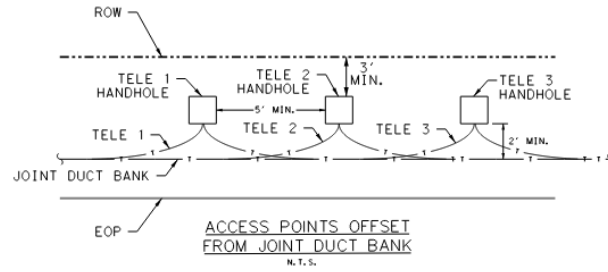 ROW
TELE 1
HANDHOLE
TELE 2
HANDHOLE
3'
MIN.
TELE 3
HANDHOLE
5' MIN.
TELE 1
TELE 2
TELE 3
2' MIN.
T T T T T T T T T T T T
JOINT DUCT BANK
EOP
ACCESS POINTS OFFSET
FROM JOINT DUCT BANK
N.T.S.